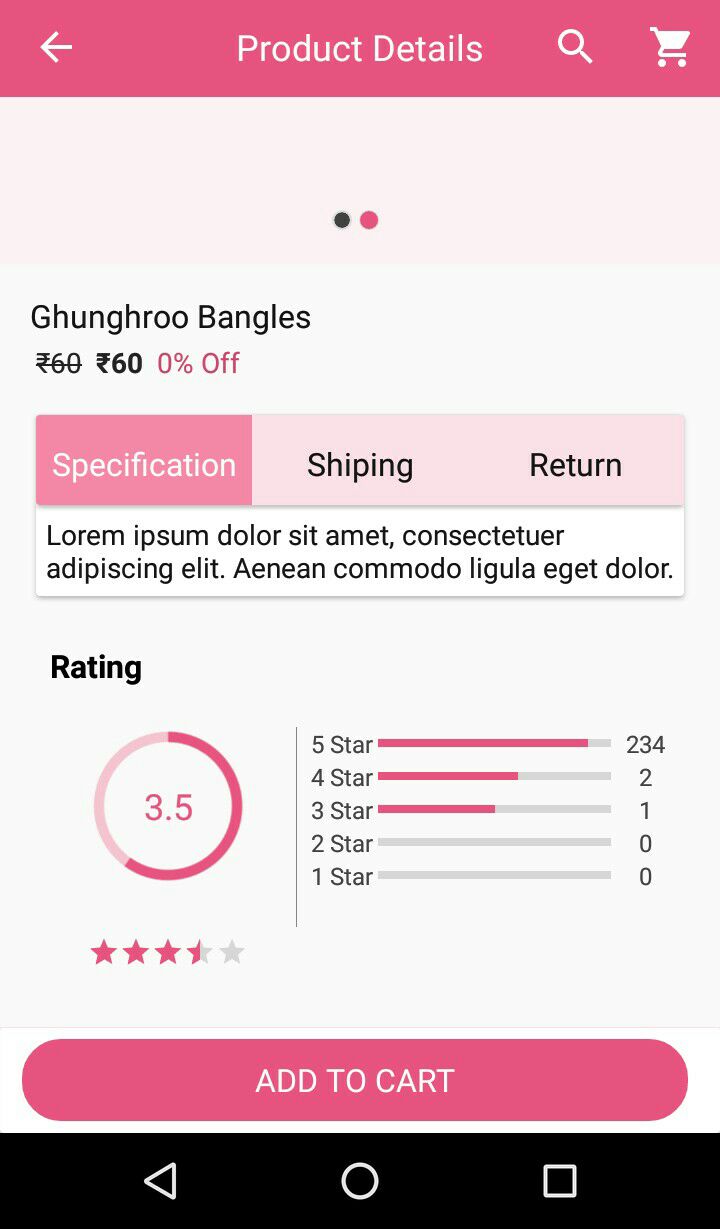 Product Details
Ghunghroo Bangles
₹60 ₹60 0% Off
Specification Shiping Return
Lorem ipsum dolor sit amet, consectetuer
adipiscing elit. Aenean commodo ligula eget dolor.
Rating
3.5
5 Star 234
4 Star 2
3 Star 1
2 Star 0
1 Star 0
ADD TO CART